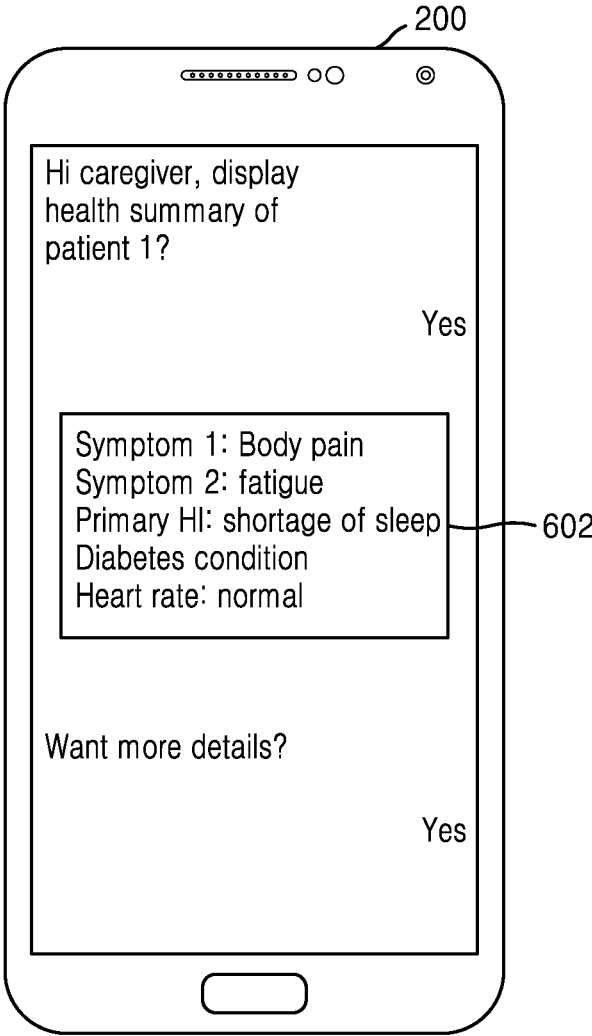 200
Hi caregiver, display
health summary of
patient 1?
Yes
Symptom 1: Body pain
Symptom 2: fatigue
Primary HI: shortage of sleep
602
Diabetes condition
Heart rate: normal
Want more details?
Yes